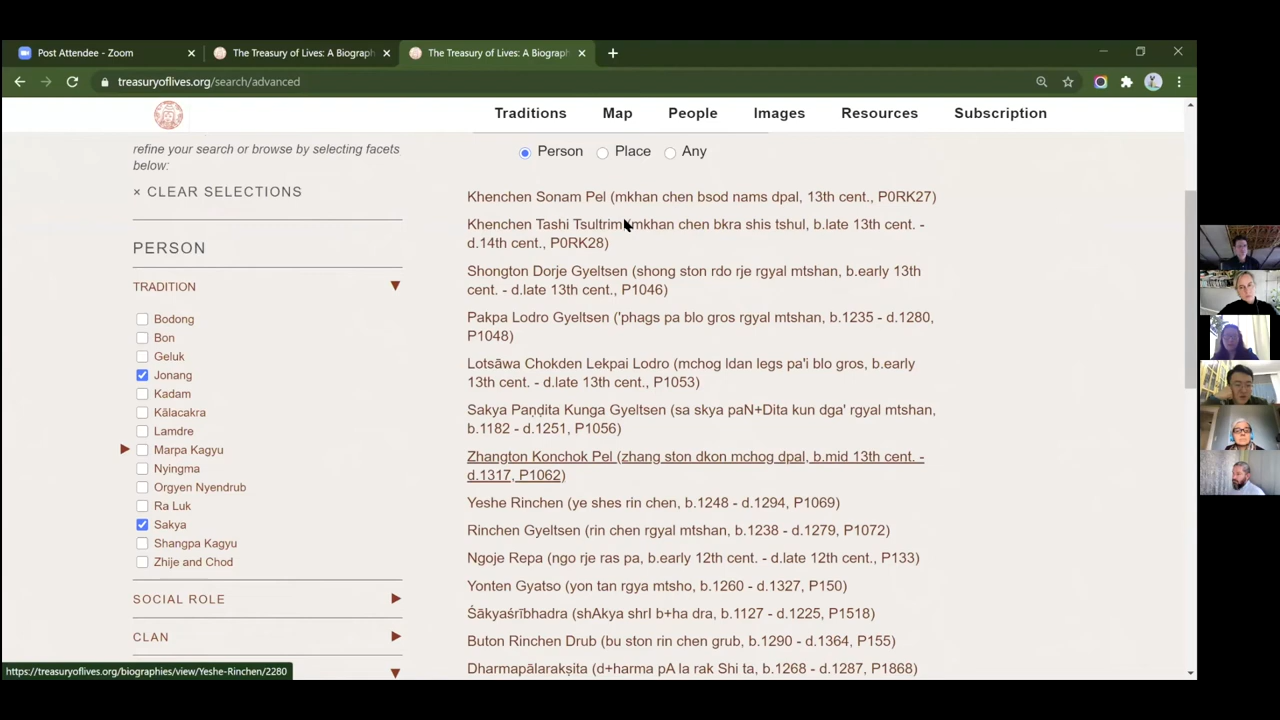 Post Attendee - Zoom
The Treasury of Lives: A Biograph
The Treasury of Lives: A Biograph
treasuryoflives.org/search/advanced
Traditions Map People Images Resources Subscription
refine your search or browse by selecting facets
below:
× CLEAR SELECTIONS
PERSON
TRADITION
Bodong
Bon
Geluk
Jonang
Kadam
Kālacakra
Lamdre
Marpa Kagyu
Nyingma
Orgyen Nyendrub
Ra Luk
Sakya
Shangpa Kagyu
Zhije and Chod
SOCIAL ROLE
CLAN
Person Place Any
Khenchen Sonam Pel (mkhan chen bsod nams dpal, 13th cent., P0RK27)
Khenchen Tashi Tsultrim (mkhan chen bkra shis tshul, b.late 13th cent. -
d.14th cent., P0RK28)
Shongton Dorje Gyeltsen (shong ston rdo rje rgyal mtshan, b.early 13th
cent. - d.late 13th cent., P1046)
Pakpa Lodro Gyeltsen ('phags pa blo gros rgyal mtshan, b.1235 - d.1280,
P1048)
Lotsāwa Chokden Lekpai Lodro (mchog ldan legs pa'i blo gros, b.early
13th cent. - d.late 13th cent., P1053)
Sakya Paṇḍita Kunga Gyeltsen (sa skya paN+Dita kun dga' rgyal mtshan,
b.1182 - d.1251, P1056)
Zhangton Konchok Pel (zhang ston dkon mchog dpal, b.mid 13th cent. -
d.1317, P1062)
Yeshe Rinchen (ye shes rin chen, b.1248 - d.1294, P1069)
Rinchen Gyeltsen (rin chen rgyal mtshan, b.1238 - d.1279, P1072)
Ngoje Repa (ngo rje ras pa, b.early 12th cent. - d.late 12th cent., P133)
Yonten Gyatso (yon tan rgya mtsho, b.1260 - d.1327, P150)
Śākyaśrībhadra (shAkya shrI b+ha dra, b.1127 - d.1225, P1518)
Buton Rinchen Drub (bu ston rin chen grub, b.1290 - d.1364, P155)
Dharmapālarakṣita (d+harma pA la rak Shi ta, b.1268 - d.1287, P1868)
https://treasuryoflives.org/biographies/view/Yeshe-Rinchen/2280